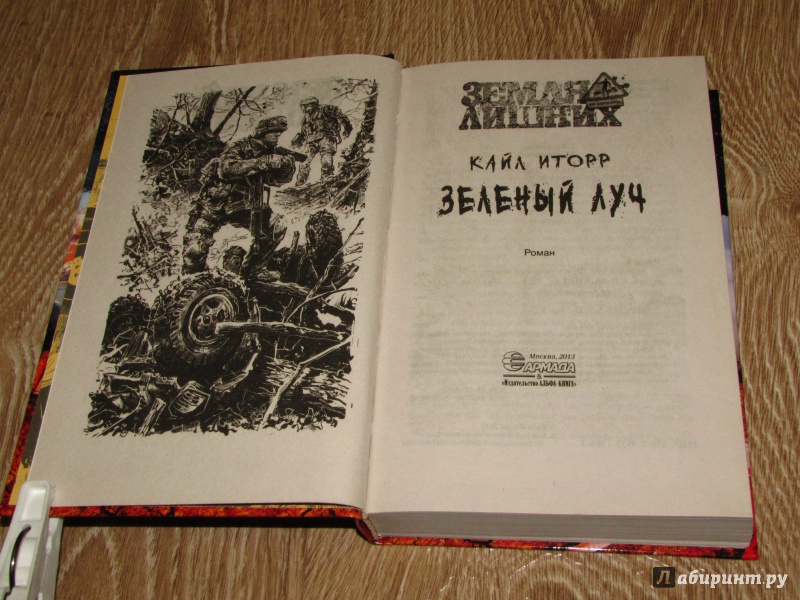 ЗЕМЛЯ
ЛИШНИХ
КАЙЛ ИТОРР
ЗЕЛЕНЫЙ ЛУЧ
Роман
Москва, 2013
АРМАДА
&
«Издательство АЛЬФА-КНИГА»
Лабиринт.ру